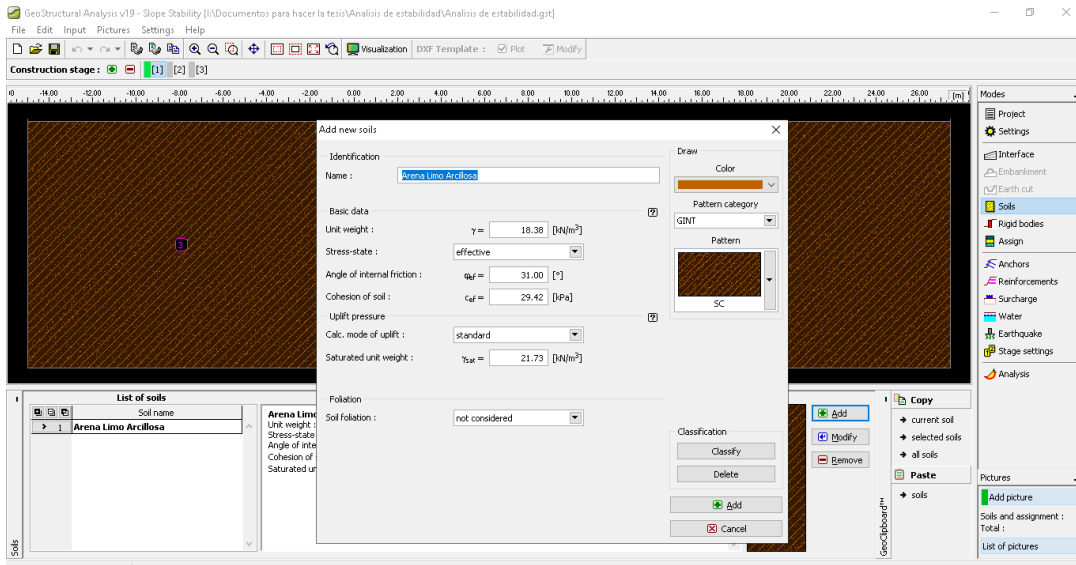 GeoStructural Analysis v19 - Slope Stability [I:\Documentos para hacer la tesis\Analisis de estabilidad\Analisis de estabilidad.gst]
File Edit Input Pictures Settings Help
Visualization DXF Template : Plot Modify
Construction stage : [1] [2] [3]
-14.00 -12.00 -10.00 -8.00 -6.00 -4.00 -2.00 0.00 2.00 4.00 6.00 8.00 10.00 12.00 14.00 16.00 18.00 20.00 22.00 24.00 26.00 [m]
Modes
Project
Settings
Interface
Embankment
Earth cut
Soils
Rigid bodies
Assign
Anchors
Reinforcements
Surcharge
Water
Earthquake
Stage settings
Analysis
3
Add new soils
Identification
Name : Arena Limo Arcillosa
Basic data [?]
Unit weight : γ = 18.38 [kN/m³]
Stress-state : effective
Angle of internal friction : φef = 31.00 [°]
Cohesion of soil : cef = 29.42 [kPa]
Uplift pressure [?]
Calc. mode of uplift : standard
Saturated unit weight : γsat = 21.73 [kN/m³]
Foliation
Soil foliation : not considered
Draw
Color
Pattern category
GINT
Pattern
SC
Classification
Classify
Delete
Add
Cancel
List of soils
Soil name
1 Arena Limo Arcillosa
Arena Limo
Unit weight :
Stress-state
Angle of inte
Cohesion of
Saturated un
Add
Modify
Remove
Copy
current soil
selected soils
all soils
Paste
soils
GeoClipboard™
Soils
Pictures
Add picture
Soils and assignment :
Total :
List of pictures